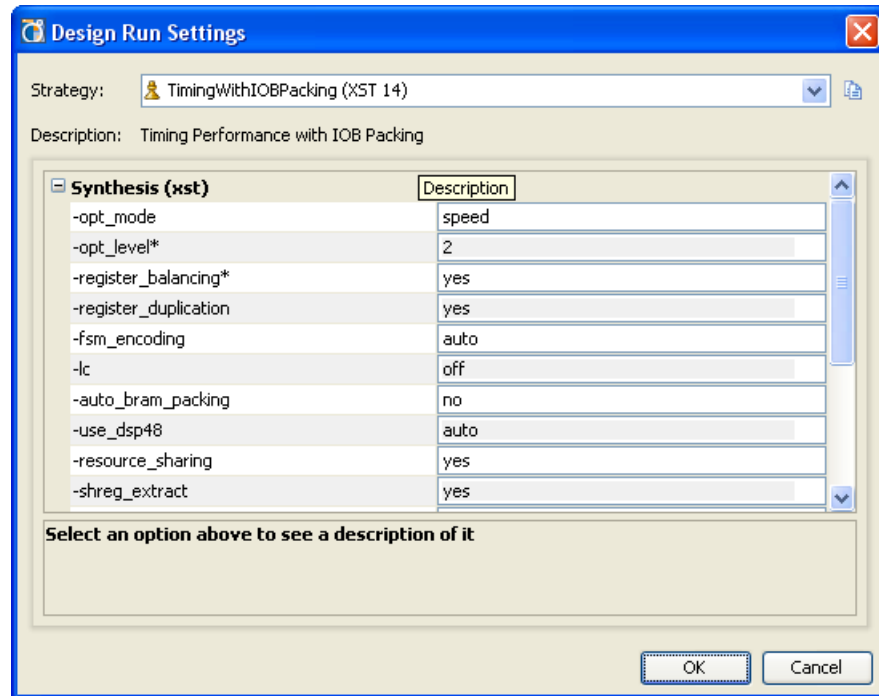 Design Run Settings
Strategy: TimingWithIOBPacking (XST 14)
Description: Timing Performance with IOB Packing
Synthesis (xst) Description
-opt_mode speed
-opt_level* 2
-register_balancing* yes
-register_duplication yes
-fsm_encoding auto
-lc off
-auto_bram_packing no
-use_dsp48 auto
-resource_sharing yes
-shreg_extract yes
Select an option above to see a description of it
OK Cancel